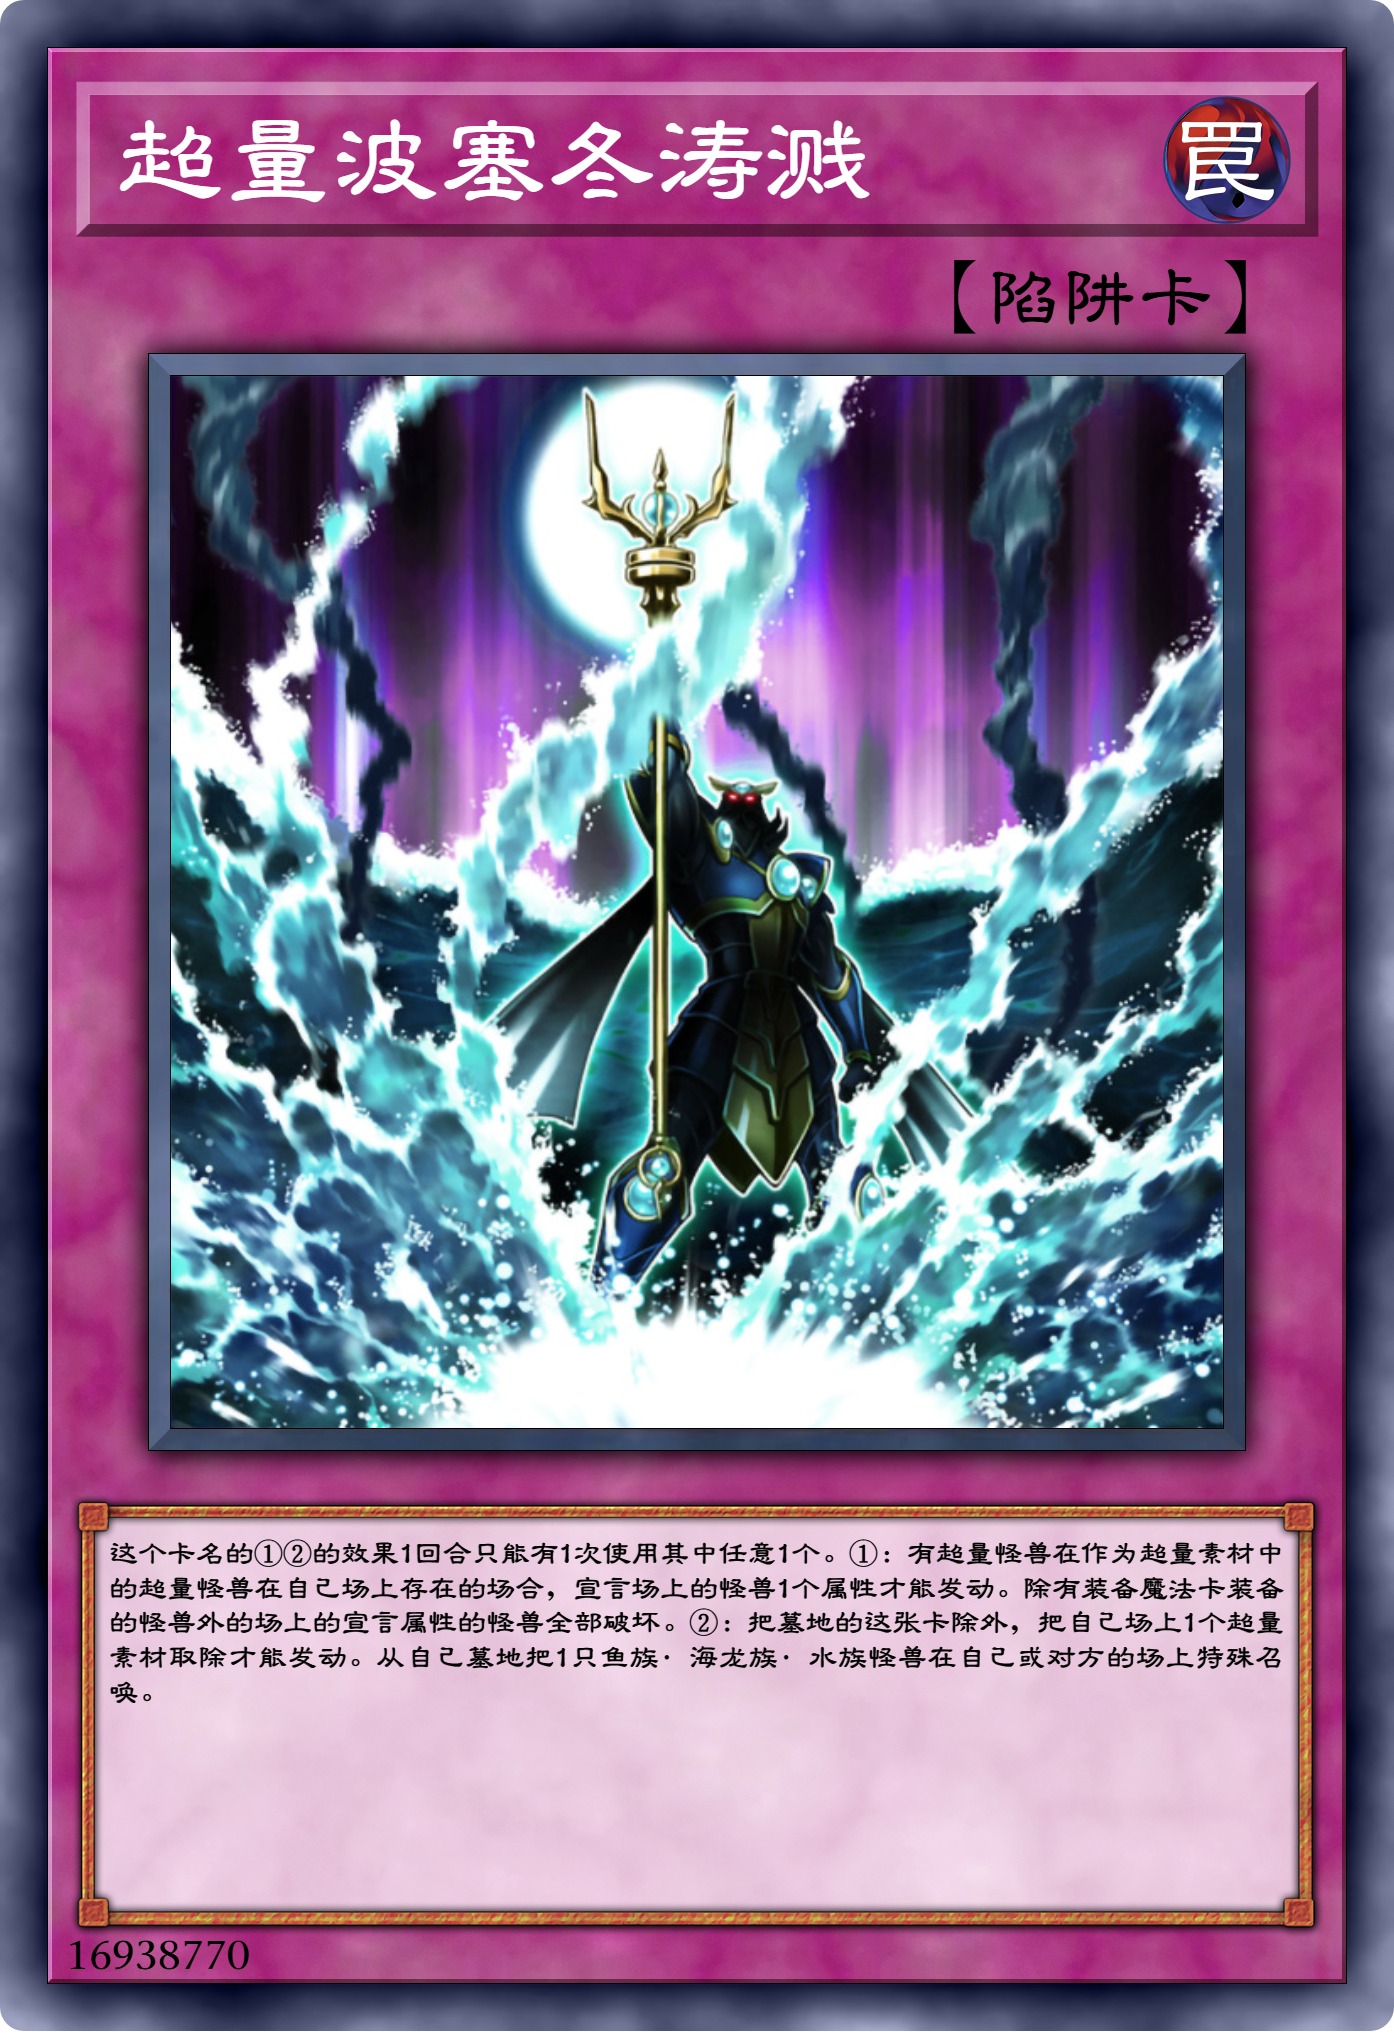 超量波塞冬涛溅
罠
【陷阱卡】
这个卡名的①②的效果1回合只能有1次使用其中任意1个。①：有超量怪兽在作为超量素材中
的超量怪兽在自己场上存在的场合，宣言场上的怪兽1个属性才能发动。除有装备魔法卡装备
的怪兽外的场上的宣言属性的怪兽全部破坏。②：把墓地的这张卡除外，把自己场上1个超量
素材取除才能发动。从自己墓地把1只鱼族·海龙族·水族怪兽在自己或对方的场上特殊召
唤。
16938770